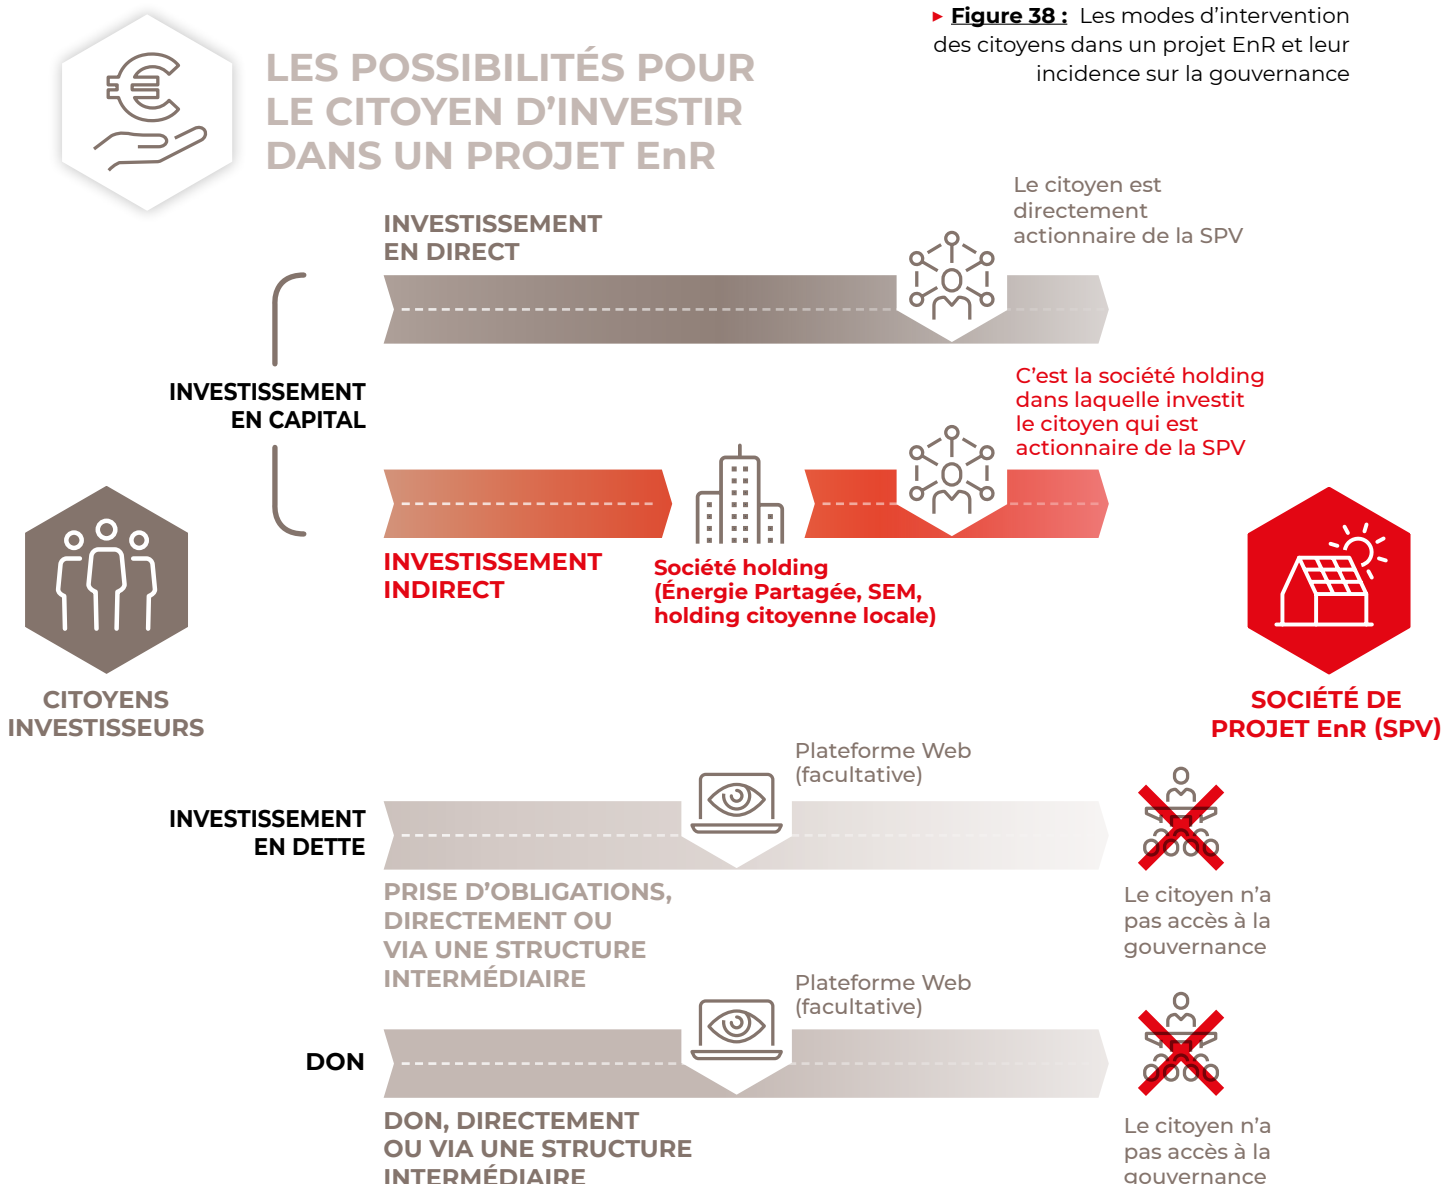 ▸ Figure 38 : Les modes d’intervention
des citoyens dans un projet EnR et leur
incidence sur la gouvernance
LES POSSIBILITÉS POUR
LE CITOYEN D’INVESTIR
DANS UN PROJET EnR
INVESTISSEMENT
EN DIRECT
Le citoyen est
directement
actionnaire de la SPV
INVESTISSEMENT
EN CAPITAL
C’est la société holding
dans laquelle investit
le citoyen qui est
actionnaire de la SPV
INVESTISSEMENT
INDIRECT
Société holding
(Énergie Partagée, SEM,
holding citoyenne locale)
CITOYENS
INVESTISSEURS
SOCIÉTÉ DE
PROJET EnR (SPV)
Plateforme Web
(facultative)
INVESTISSEMENT
EN DETTE
PRISE D’OBLIGATIONS,
DIRECTEMENT OU
VIA UNE STRUCTURE
INTERMÉDIAIRE
Le citoyen n’a
pas accès à la
gouvernance
Plateforme Web
(facultative)
DON
DON, DIRECTEMENT
OU VIA UNE STRUCTURE
INTERMÉDIAIRE
Le citoyen n’a
pas accès à la
gouvernance